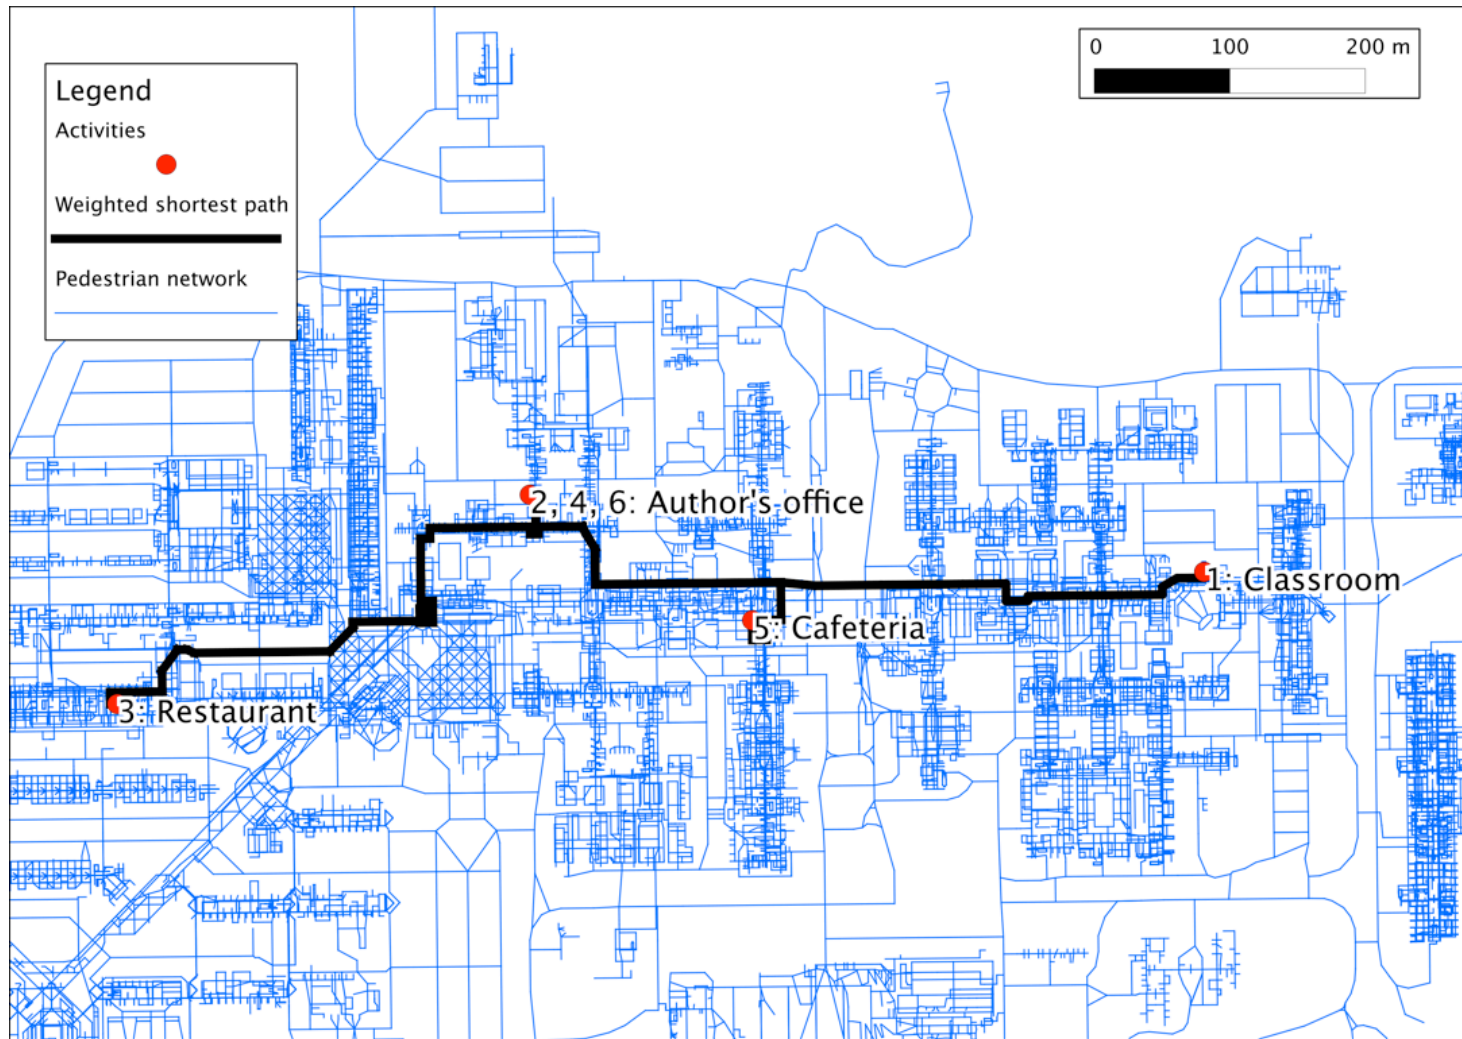 Legend
Activities
Weighted shortest path
Pedestrian network
0 100 200 m
2, 4, 6: Author's office
1: Classroom
5: Cafeteria
3: Restaurant